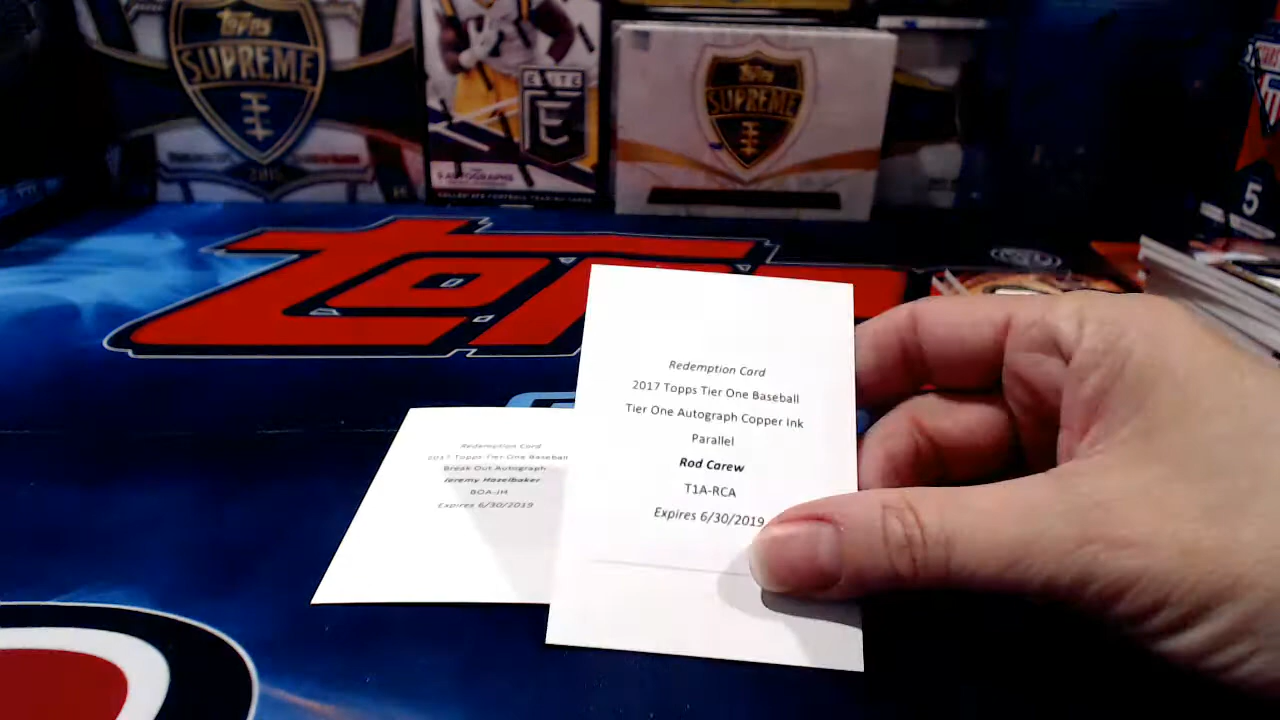 Topps
SUPREME
2015
ELITE
E
AUTOGRAPHS
Topps
SUPREME
5
Redemption Card
2017 Topps Tier One Baseball
Tier One Autograph Copper Ink
Parallel
Rod Carew
T1A-RCA
Expires 6/30/2019
Redemption Card
2017 Topps Tier One Baseball
Break Out Autograph
Jeremy Hazelbaker
BOA-JH
Expires 6/30/2019